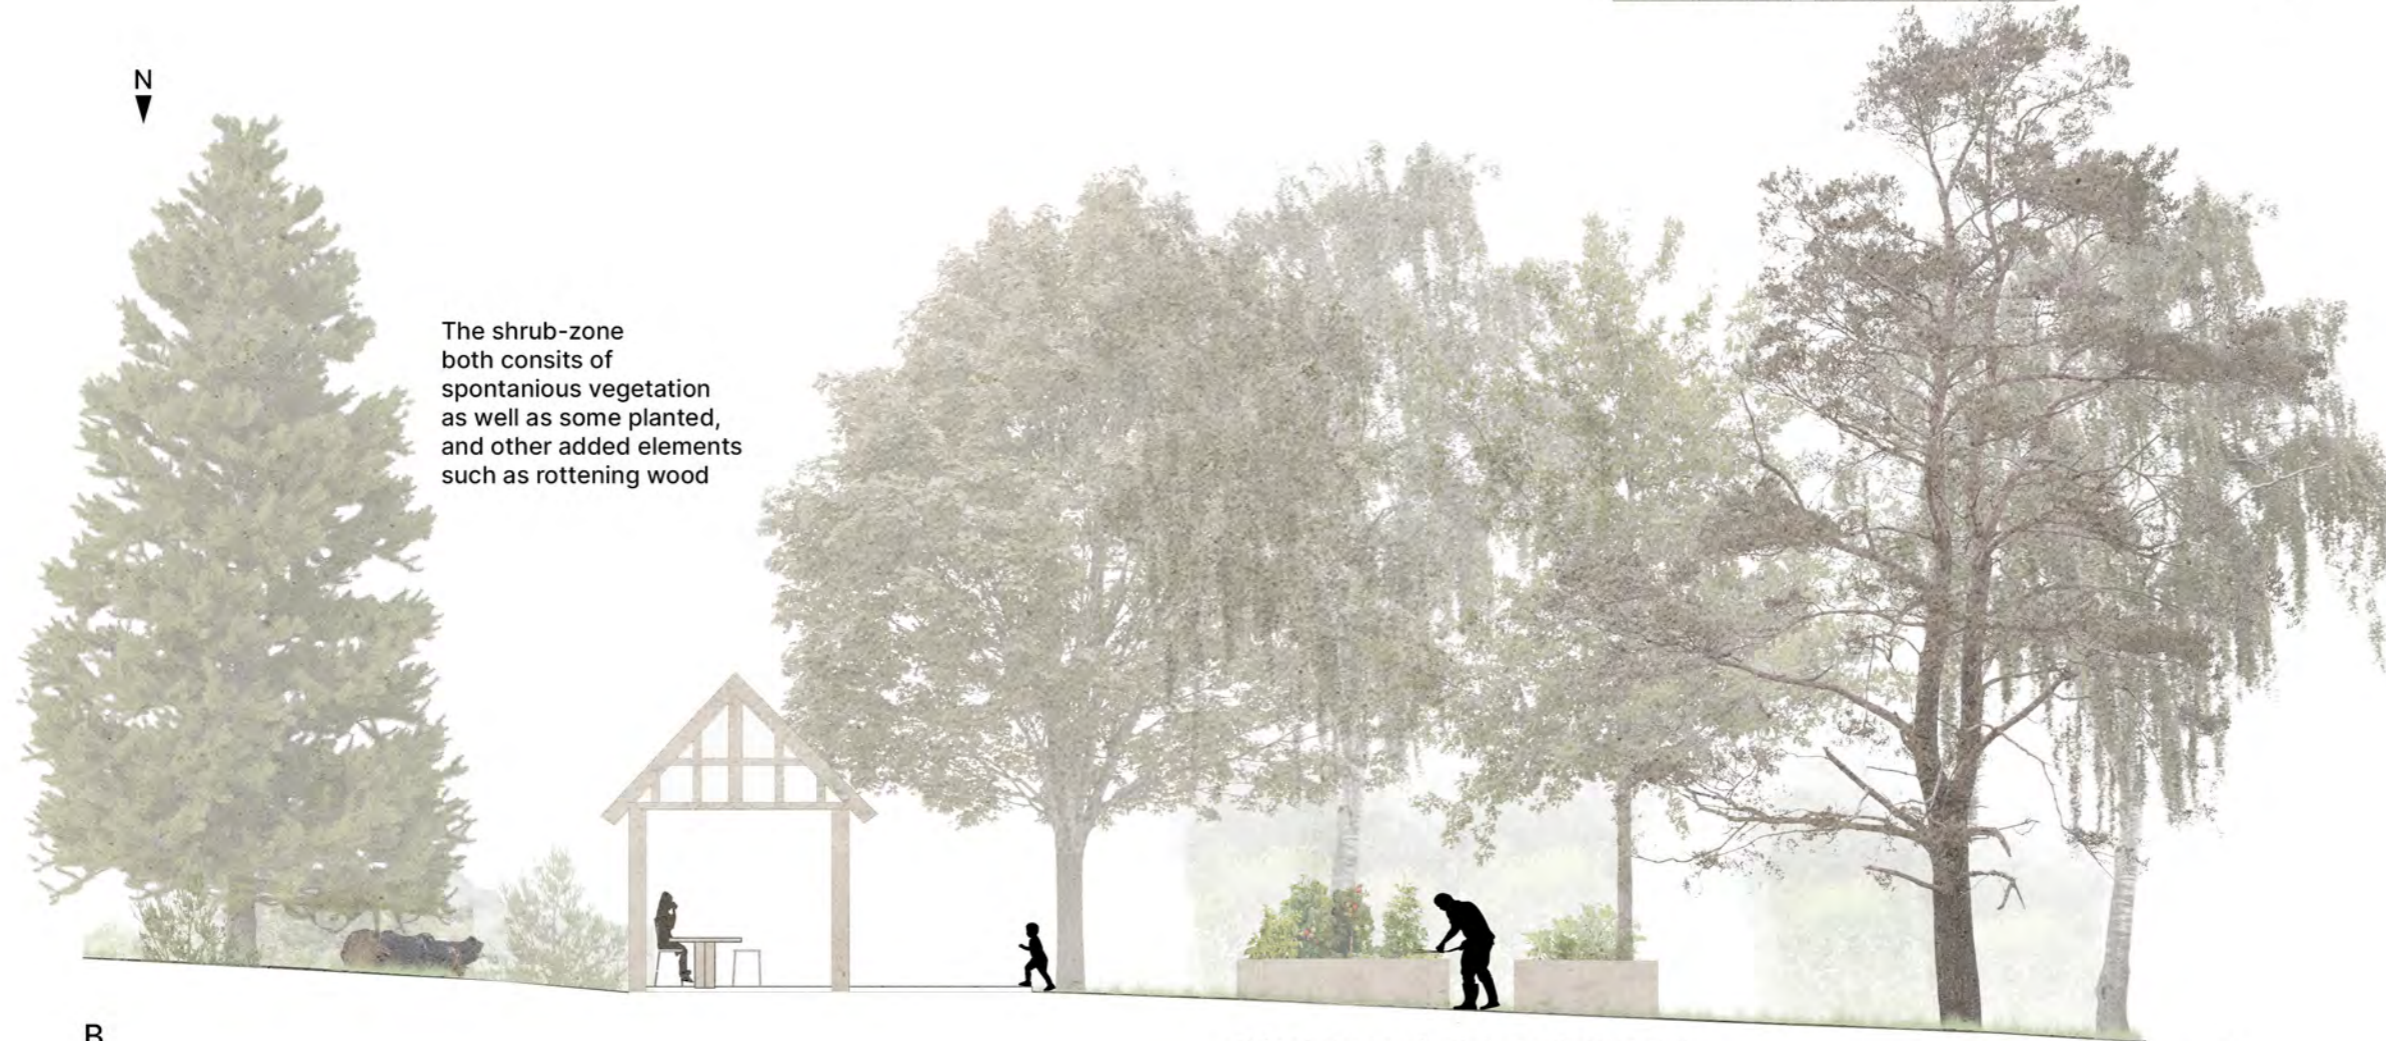 N
The shrub-zone
both consits of
spontanious vegetation
as well as some planted,
and other added elements
such as rottening wood
B